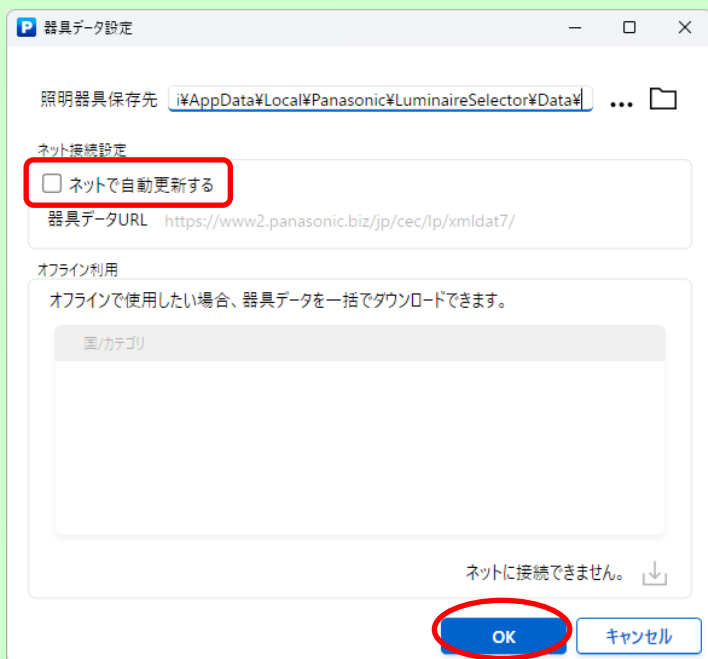 P 器具データ設定
照明器具保存先 i¥AppData¥Local¥Panasonic¥LuminaireSelector¥Data¥ ...
ネット接続設定
ネットで自動更新する
器具データURL https://www2.panasonic.biz/jp/cec/lp/xmldat7/
オフライン利用
オフラインで使用したい場合、器具データを一括でダウンロードできます。
国/カテゴリ
ネットに接続できません。
OK キャンセル